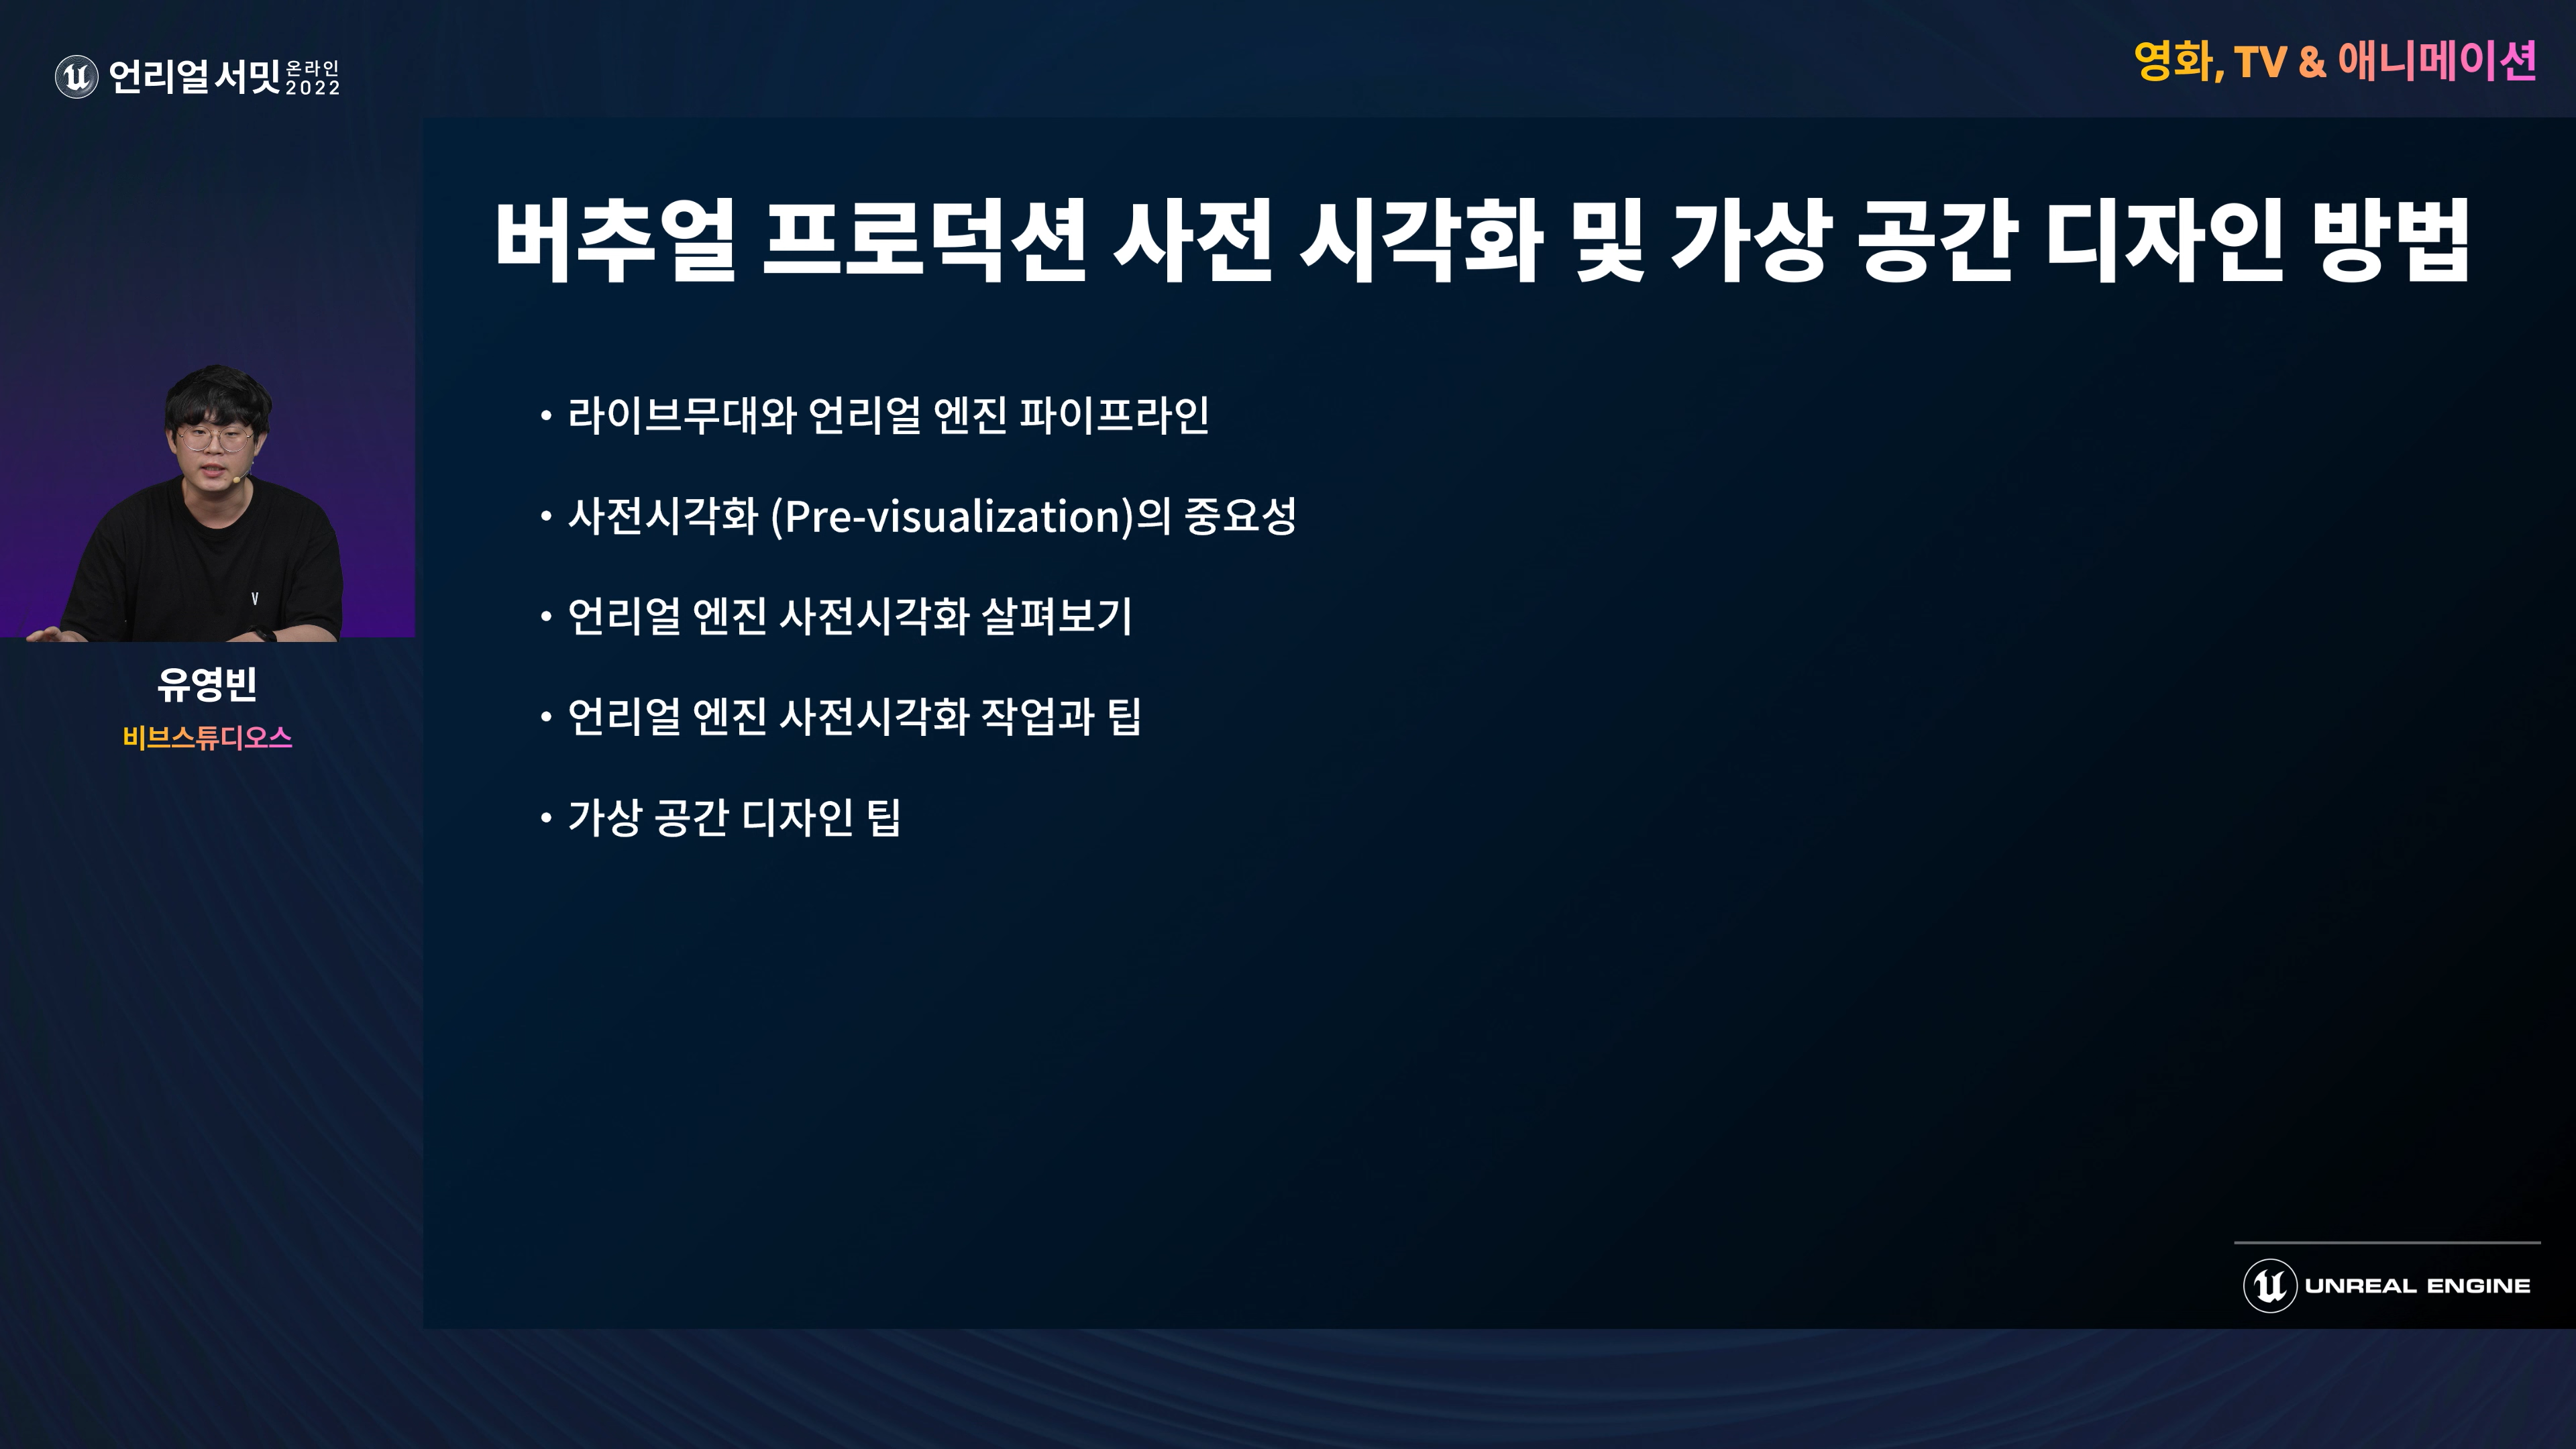 언리얼 서밋 온라인 2022
영화, TV & 애니메이션
버추얼 프로덕션 사전 시각화 및 가상 공간 디자인 방법
• 라이브무대와 언리얼 엔진 파이프라인
• 사전시각화 (Pre-visualization)의 중요성
• 언리얼 엔진 사전시각화 살펴보기
• 언리얼 엔진 사전시각화 작업과 팁
• 가상 공간 디자인 팁
V
유영빈
비브스튜디오스
UNREAL ENGINE